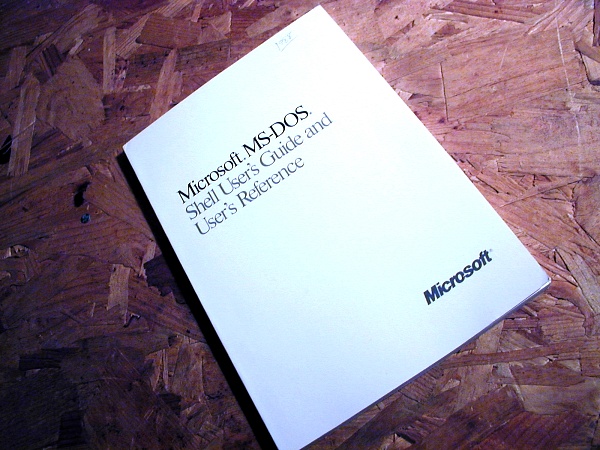 Microsoft® MS-DOS®
Shell User's Guide and
User's Reference
Microsoft®